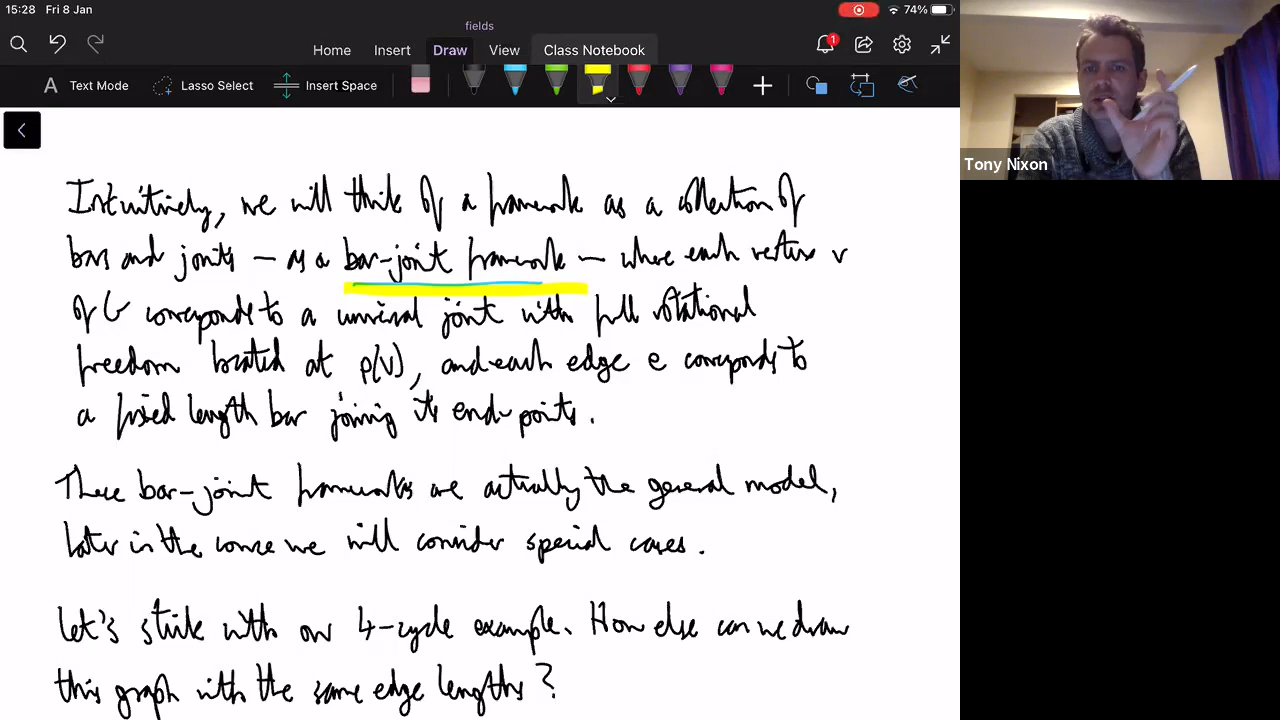 15:28 Fri 8 Jan
74%
fields
Home Insert Draw View Class Notebook
1
A Text Mode Lasso Select Insert Space
Tony Nixon
Intuitively, we will think of a framework as a collection of
bars and joints — as a bar-joint framework — where each vertex v
of G corresponds to a universal joint with full rotational
freedom located at p(v), and each edge e corresponds to
a fixed length bar joining its end-points.
These bar-joint frameworks are actually the general model,
later in the course we will consider special cases.
Let's stick with our 4-cycle example. How else can we draw
this graph with the same edge lengths?